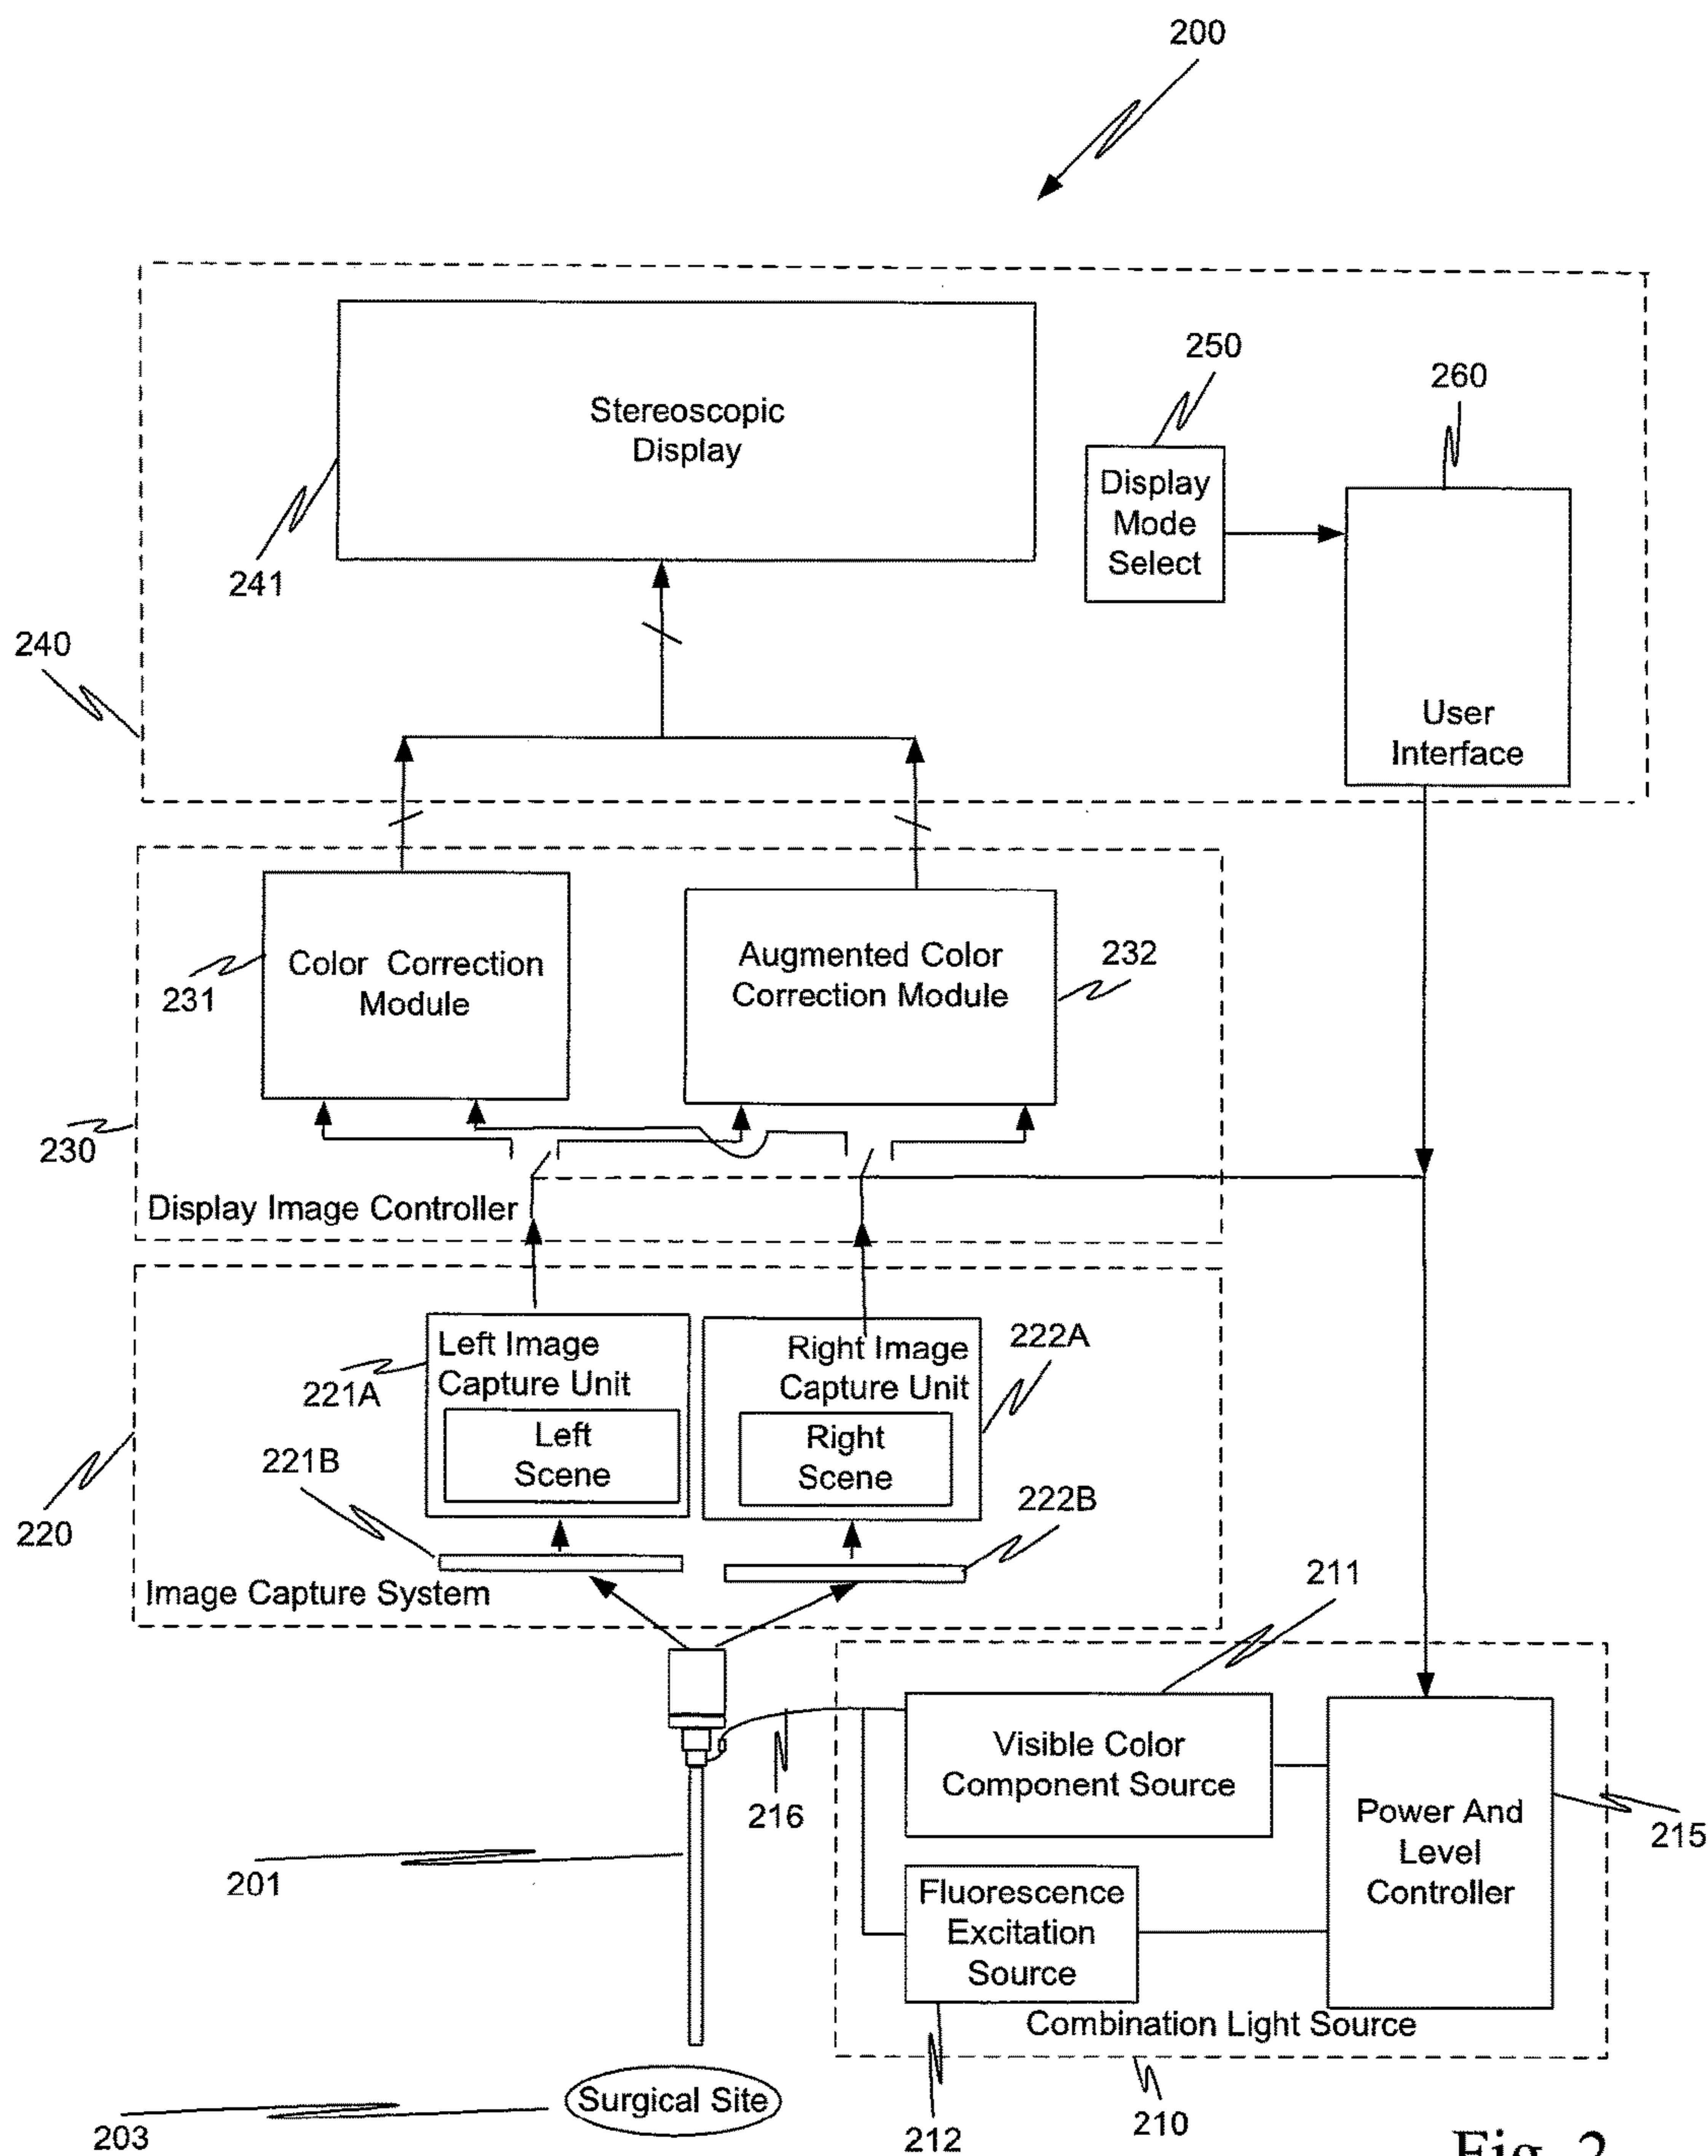 200
Stereoscopic
Display
241
250
Display
Mode
Select
260
User
Interface
240
Color Correction
Module
231
Augmented Color
Correction Module
232
230
Display Image Controller
Left Image
Capture Unit
Left
Scene
221A
Right Image
Capture Unit
Right
Scene
222A
221B
222B
220
Image Capture System
211
Visible Color
Component Source
216
Power And
Level
Controller
215
201
Fluorescence
Excitation
Source
Combination Light Source
Surgical Site
203
212
210
Fig. 2